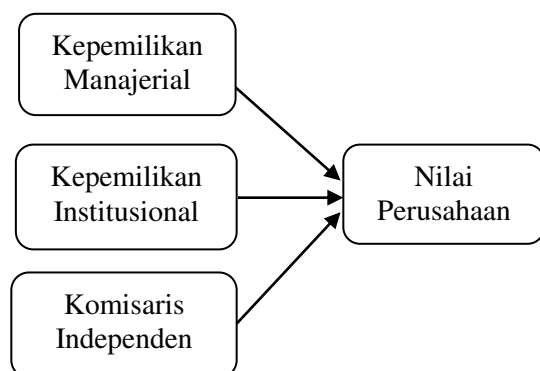 Kepemilikan
Manajerial
Kepemilikan
Institusional
Nilai
Perusahaan
Komisaris
Independen